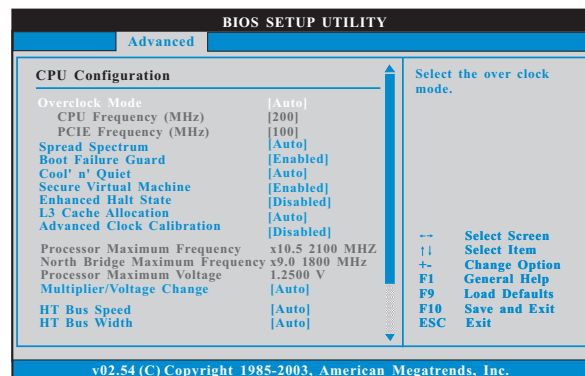 BIOS SETUP UTILITY
Advanced
CPU Configuration
Overclock Mode [Auto]
CPU Frequency (MHz) [200]
PCIE Frequency (MHz) [100]
Spread Spectrum [Auto]
Boot Failure Guard [Enabled]
Cool' n' Quiet [Auto]
Secure Virtual Machine [Enabled]
Enhanced Halt State [Disabled]
L3 Cache Allocation [Auto]
Advanced Clock Calibration [Disabled]
Processor Maximum Frequency x10.5 2100 MHZ
North Bridge Maximum Frequency x9.0 1800 MHz
Processor Maximum Voltage 1.2500 V
Multiplier/Voltage Change [Auto]
HT Bus Speed [Auto]
HT Bus Width [Auto]
Select the over clock
mode.
←→ Select Screen
↑↓ Select Item
+- Change Option
F1 General Help
F9 Load Defaults
F10 Save and Exit
ESC Exit
v02.54 (C) Copyright 1985-2003, American Megatrends, Inc.